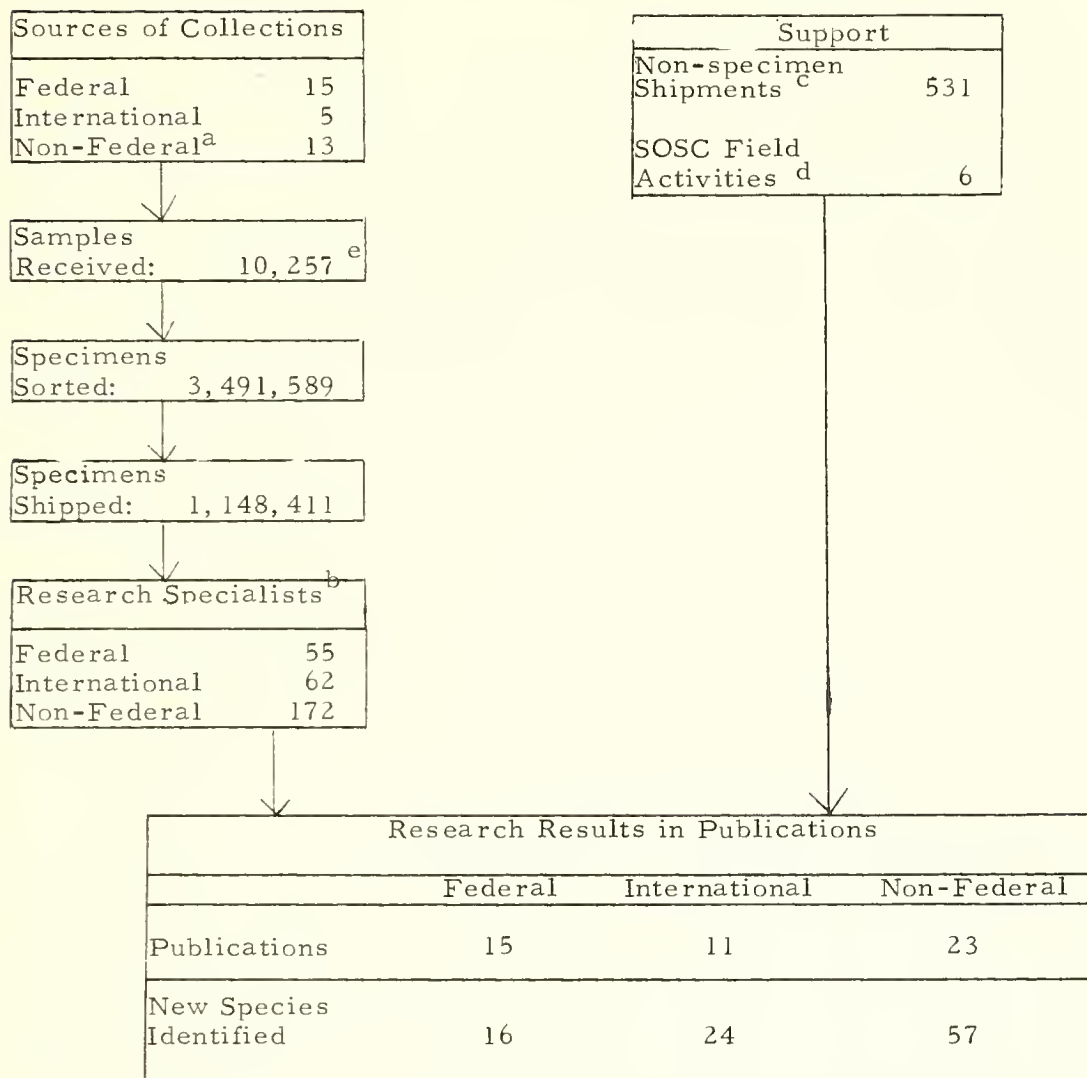 Sources of Collections
Federal 15
International 5
Non-Federal a 13
Samples
Received: 10, 257 e
Specimens
Sorted: 3, 491, 589
Specimens
Shipped: 1, 148, 411
Research Specialists b
Federal 55
International 62
Non-Federal 172
Support
Non-specimen
Shipments c 531
SOSC Field
Activities d 6
Research Results in Publications
Federal International Non-Federal
Publications 15 11 23
New Species
Identified 16 24 57